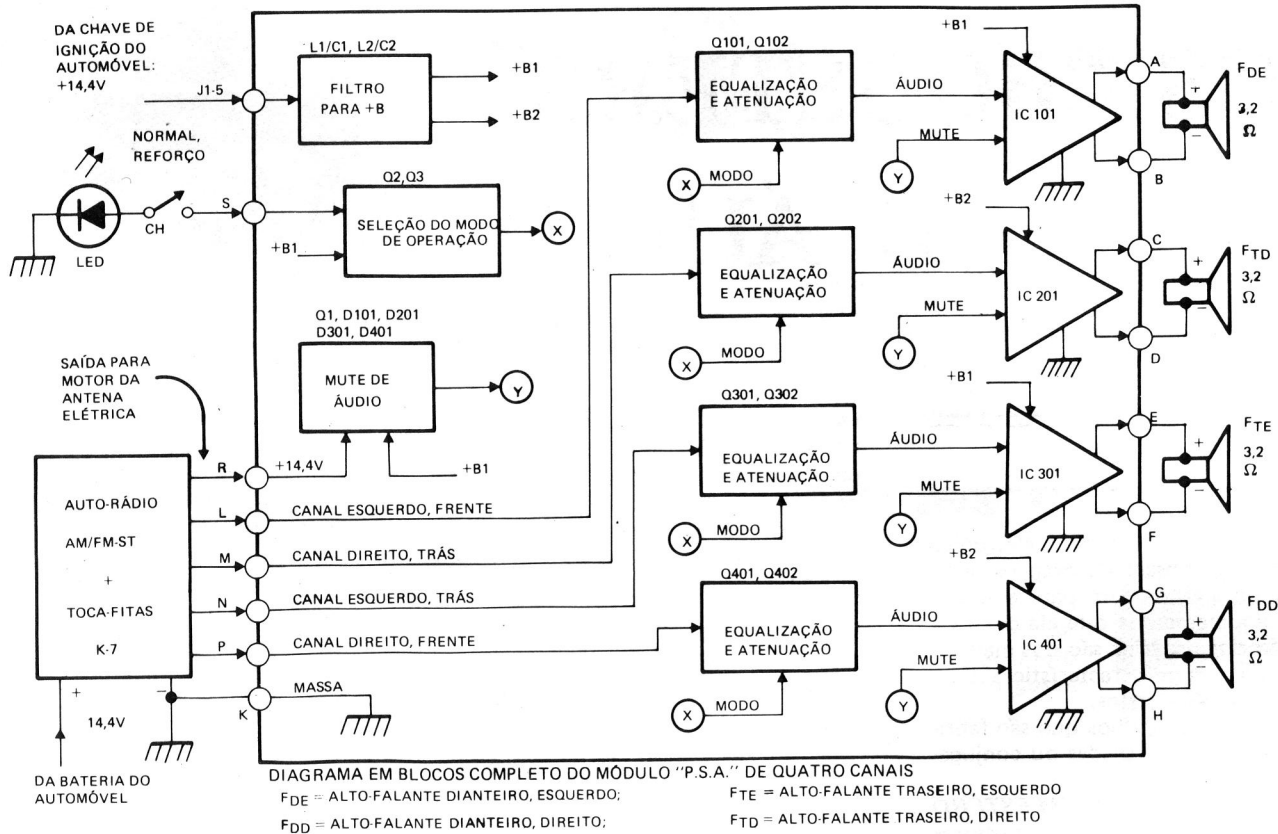 DA CHAVE DE
IGNIÇÃO DO
AUTOMÓVEL:
+14,4V
J1-5
L1/C1, L2/C2
FILTRO
PARA +B
+B1
+B2
NORMAL,
REFORÇO
LED
CH
S
Q2,Q3
SELEÇÃO DO MODO
DE OPERAÇÃO
+B1
X
Q1, D101, D201
D301, D401
MUTE DE
ÁUDIO
Y
+14,4V
+B1
SAÍDA PARA
MOTOR DA
ANTENA
ELÉTRICA
AUTO-RÁDIO
AM/FM-ST
+
TOCA-FITAS
K-7
R
L
M
N
P
K
CANAL ESQUERDO, FRENTE
CANAL DIREITO, TRÁS
CANAL ESQUERDO, TRÁS
CANAL DIREITO, FRENTE
MASSA
+
−
14,4V
DA BATERIA DO
AUTOMÓVEL
Q101, Q102
EQUALIZAÇÃO
E ATENUAÇÃO
X
MODO
ÁUDIO
MUTE
Y
+B1
IC 101
A
B
+
−
FDE
3,2
Ω
Q201, Q202
EQUALIZAÇÃO
E ATENUAÇÃO
X
MODO
ÁUDIO
MUTE
Y
+B2
IC 201
C
D
+
−
FTD
3,2
Ω
Q301, Q302
EQUALIZAÇÃO
E ATENUAÇÃO
X
MODO
ÁUDIO
MUTE
Y
+B1
IC 301
E
F
+
−
FTE
3,2
Ω
Q401, Q402
EQUALIZAÇÃO
E ATENUAÇÃO
X
MODO
ÁUDIO
MUTE
Y
+B2
IC 401
G
H
+
−
FDD
3,2
Ω
DIAGRAMA EM BLOCOS COMPLETO DO MÓDULO "P.S.A." DE QUATRO CANAIS
FDE = ALTO-FALANTE DIANTEIRO, ESQUERDO;
FTE = ALTO-FALANTE TRASEIRO, ESQUERDO
FDD = ALTO-FALANTE DIANTEIRO, DIREITO;
FTD = ALTO-FALANTE TRASEIRO, DIREITO